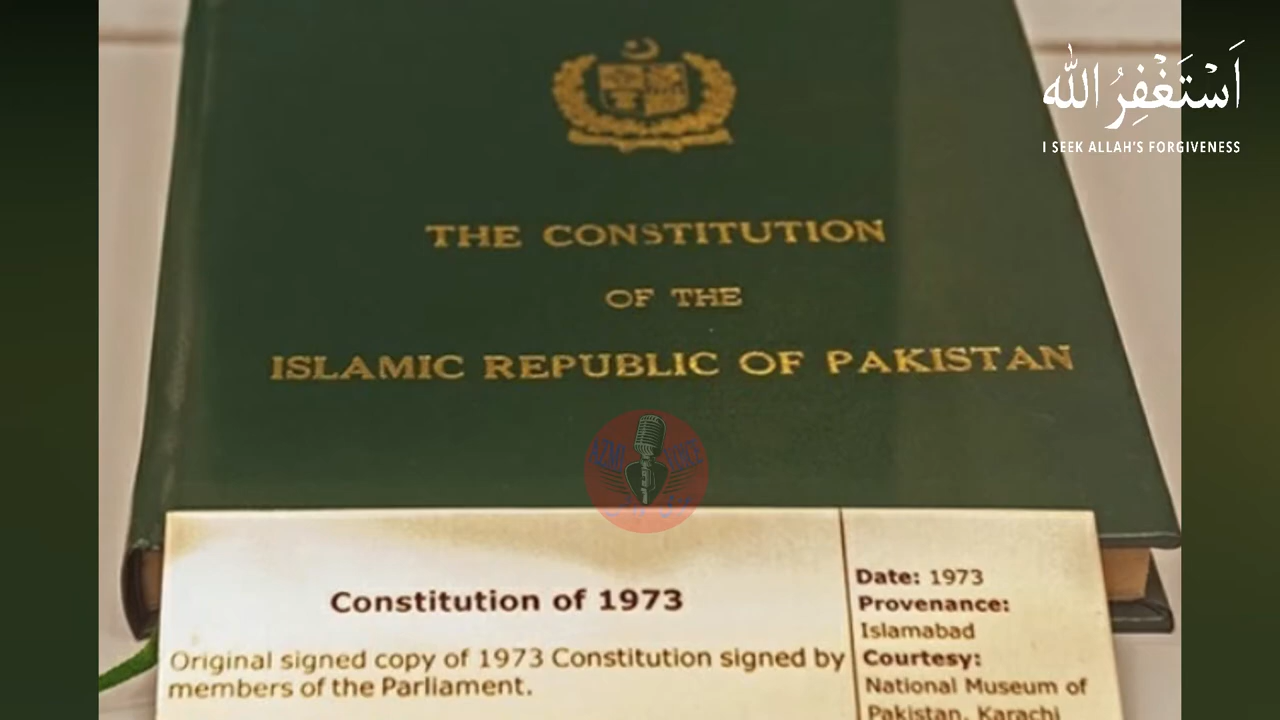 اَسْتَغْفِرُ اللّٰه
I SEEK ALLAH'S FORGIVENESS
THE CONSTITUTION
OF THE
ISLAMIC REPUBLIC OF PAKISTAN
Constitution of 1973
Original signed copy of 1973 Constitution signed by
members of the Parliament.
Date: 1973
Provenance:
Islamabad
Courtesy:
National Museum of
Pakistan, Karachi